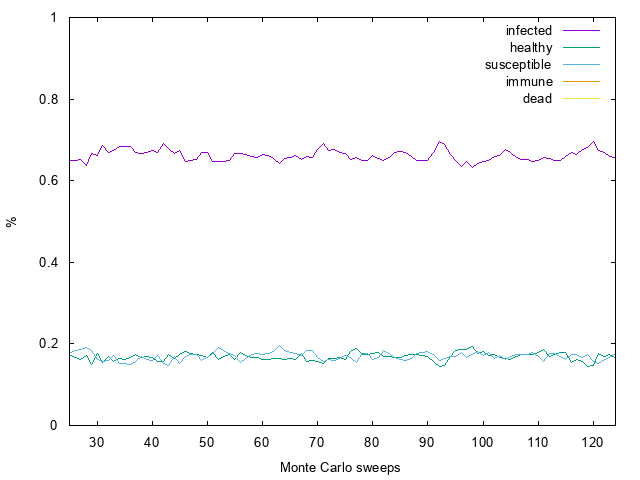 1
0.8
0.6
0.4
0.2
0
%
infected
healthy
susceptible
immune
dead
30 40 50 60 70 80 90 100 110 120
Monte Carlo sweeps